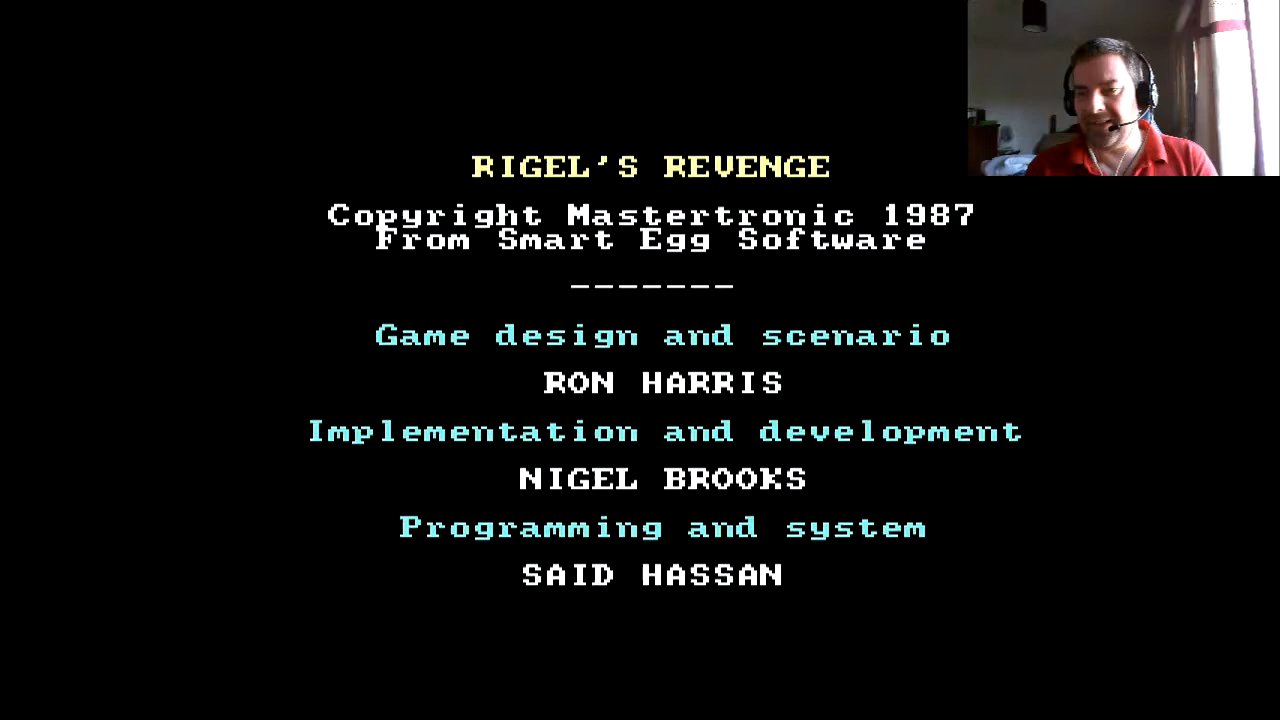 RIGEL'S REVENGE
Copyright Mastertronic 1987
From Smart Egg Software
-------
Game design and scenario
RON HARRIS
Implementation and development
NIGEL BROOKS
Programming and system
SAID HASSAN